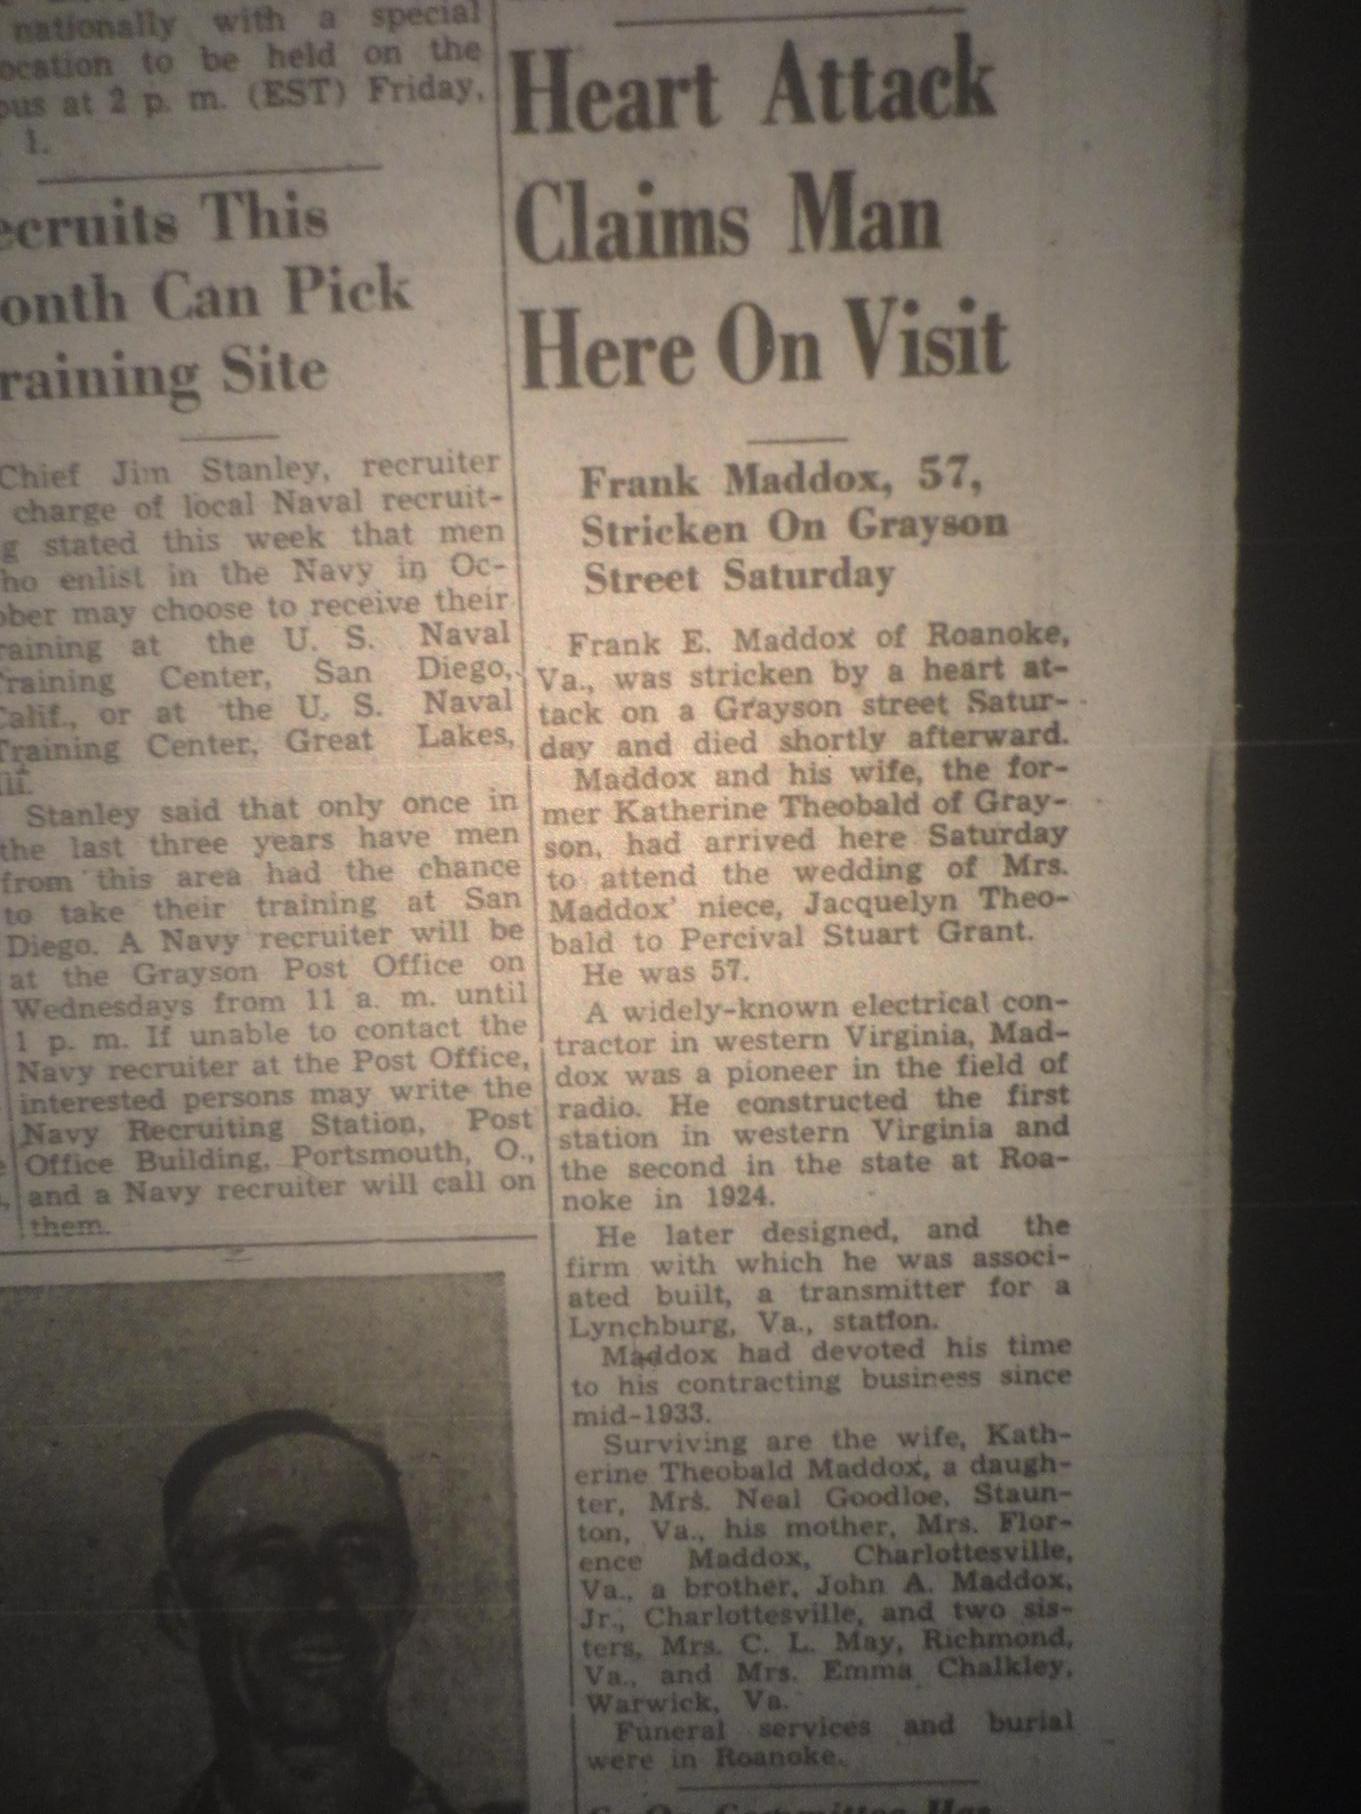 nationally with a special
ocation to be held on the
pus at 2 p. m. (EST) Friday,
1.
ecruits This
onth Can Pick
raining Site
Chief Jim Stanley, recruiter
charge of local Naval recruit-
g stated this week that men
ho enlist in the Navy in Oc-
ober may choose to receive their
raining at the U. S. Naval
Training Center, San Diego,
Calif., or at the U. S. Naval
Training Center, Great Lakes,
Ill.
Stanley said that only once in
the last three years have men
from this area had the chance
to take their training at San
Diego. A Navy recruiter will be
at the Grayson Post Office on
Wednesdays from 11 a. m. until
1 p. m. If unable to contact the
Navy recruiter at the Post Office,
interested persons may write the
Navy Recruiting Station, Post
Office Building, Portsmouth, O.,
and a Navy recruiter will call on
them.
Heart Attack
Claims Man
Here On Visit
Frank Maddox, 57,
Stricken On Grayson
Street Saturday
Frank E. Maddox of Roanoke,
Va., was stricken by a heart at-
tack on a Grayson street Satur-
day and died shortly afterward.
Maddox and his wife, the for-
mer Katherine Theobald of Gray-
son, had arrived here Saturday
to attend the wedding of Mrs.
Maddox' niece, Jacquelyn Theo-
bald to Percival Stuart Grant.
He was 57.
A widely-known electrical con-
tractor in western Virginia, Mad-
dox was a pioneer in the field of
radio. He constructed the first
station in western Virginia and
the second in the state at Roa-
noke in 1924.
He later designed, and the
firm with which he was associ-
ated built, a transmitter for a
Lynchburg, Va., station.
Maddox had devoted his time
to his contracting business since
mid-1933.
Surviving are the wife, Kath-
erine Theobald Maddox, a daugh-
ter, Mrs. Neal Goodloe, Staun-
ton, Va., his mother, Mrs. Flor-
ence Maddox, Charlottesville,
Va., a brother, John A. Maddox,
Jr., Charlottesville, and two sis-
ters, Mrs. C. L. May, Richmond,
Va., and Mrs. Emma Chalkley,
Warwick, Va.
Funeral services and burial
were in Roanoke.